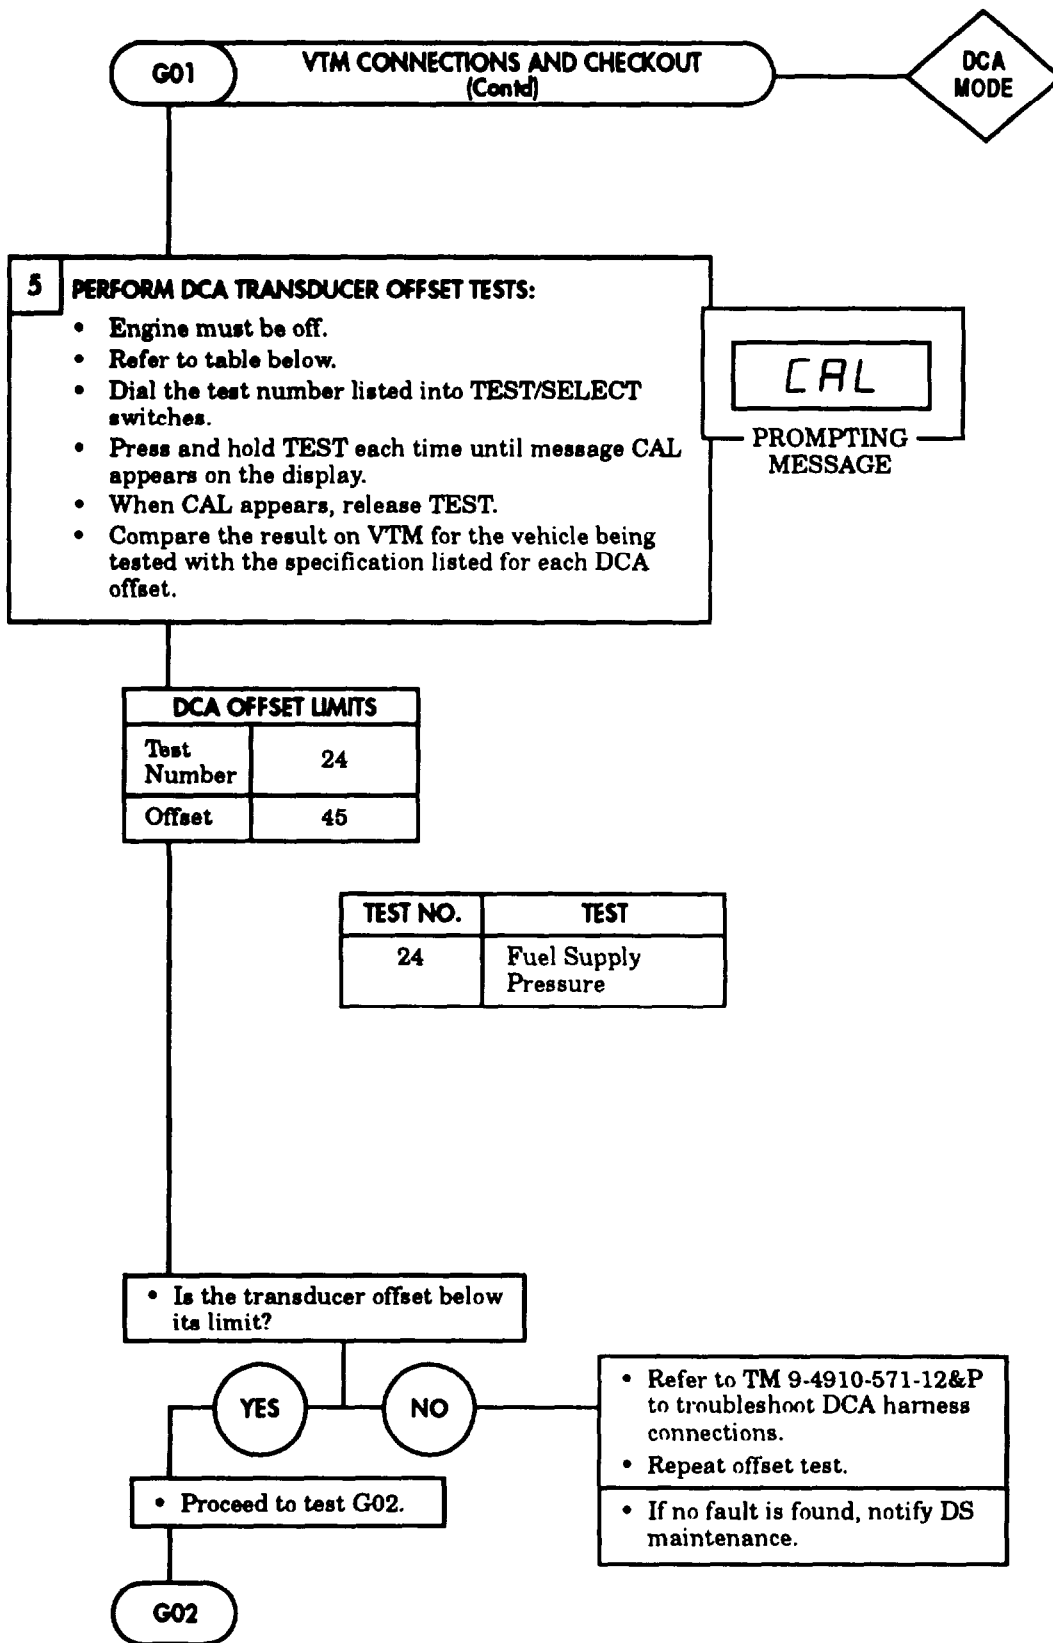 G01
VTM CONNECTIONS AND CHECKOUT
(Contd)
DCA
MODE
5
PERFORM DCA TRANSDUCER OFFSET TESTS:
• Engine must be off.
• Refer to table below.
• Dial the test number listed into TEST/SELECT
switches.
• Press and hold TEST each time until message CAL
appears on the display.
• When CAL appears, release TEST.
• Compare the result on VTM for the vehicle being
tested with the specification listed for each DCA
offset.
CAL
PROMPTING
MESSAGE
DCA OFFSET LIMITS
Test
Number
24
Offset
45
TEST NO.
TEST
24
Fuel Supply
Pressure
• Is the transducer offset below
its limit?
YES
NO
• Refer to TM 9-4910-571-12&P
to troubleshoot DCA harness
connections.
• Repeat offset test.
• If no fault is found, notify DS
maintenance.
• Proceed to test G02.
G02